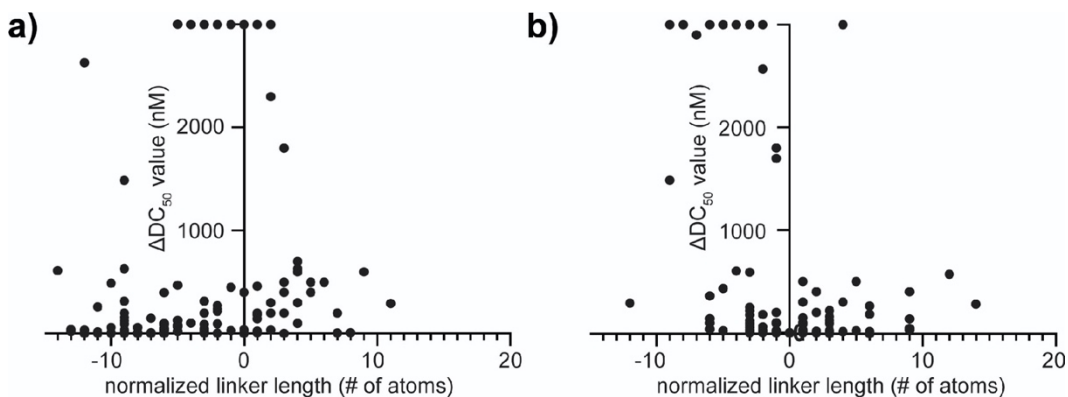 a)
ΔDC50 value (nM)
2000
1000
-10
0
10
20
normalized linker length (# of atoms)
b)
ΔDC50 value (nM)
2000
1000
-10
0
10
20
normalized linker length (# of atoms)